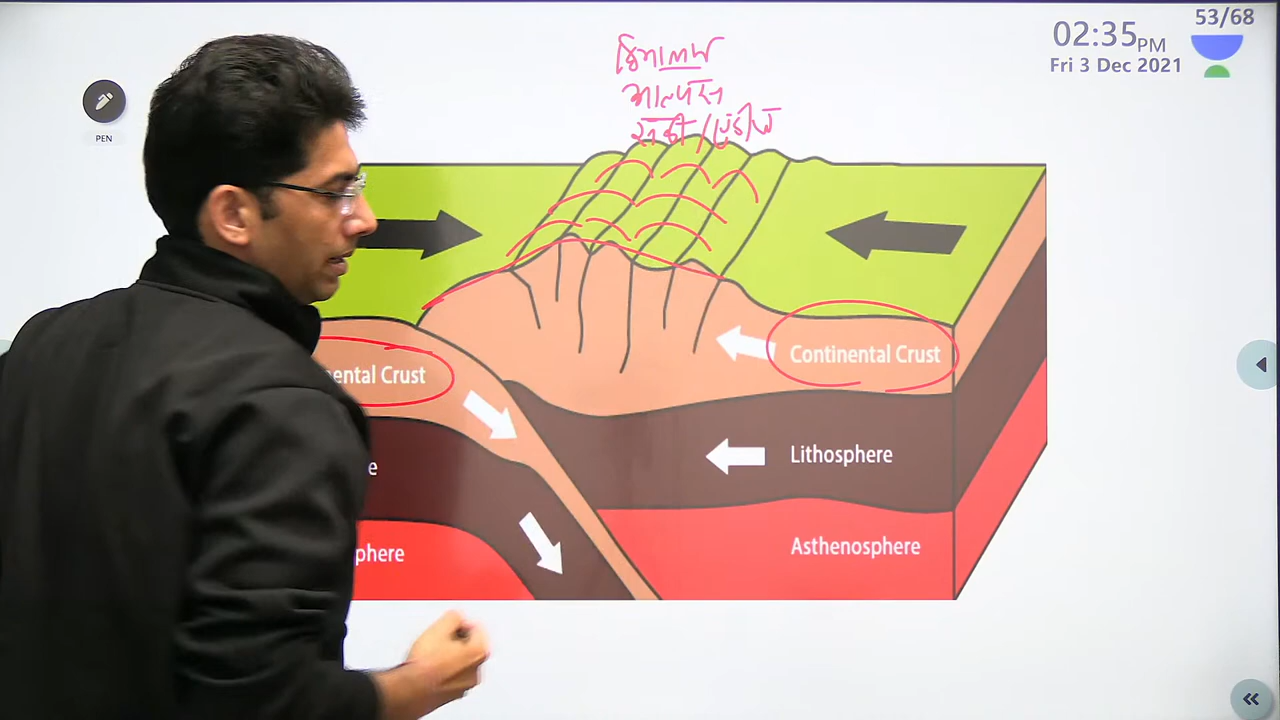 53/68
02:35PM
Fri 3 Dec 2021
PEN
हिमालय
आल्पस
रॉकी/एंडीज
Continental Crust
ental Crust
Lithosphere
e
Asthenosphere
phere